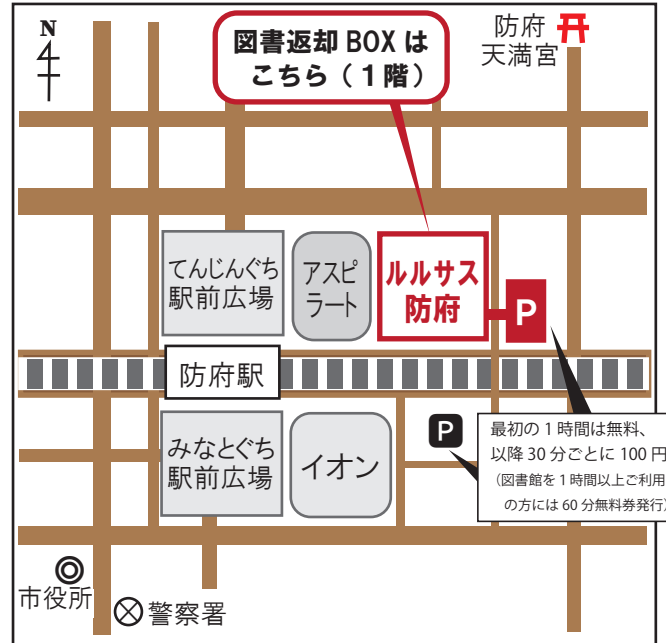 N
図書返却 BOX は
こちら（1階）
防府
天満宮
てんじんぐち
駅前広場
アスピ
ラート
ルルサス
防府
P
防府駅
みなとぐち
駅前広場
イオン
P
最初の 1 時間は無料、
以降 30 分ごとに 100 円
（図書館を 1 時間以上ご利用
の方には 60 分無料券発行）
市役所
警察署